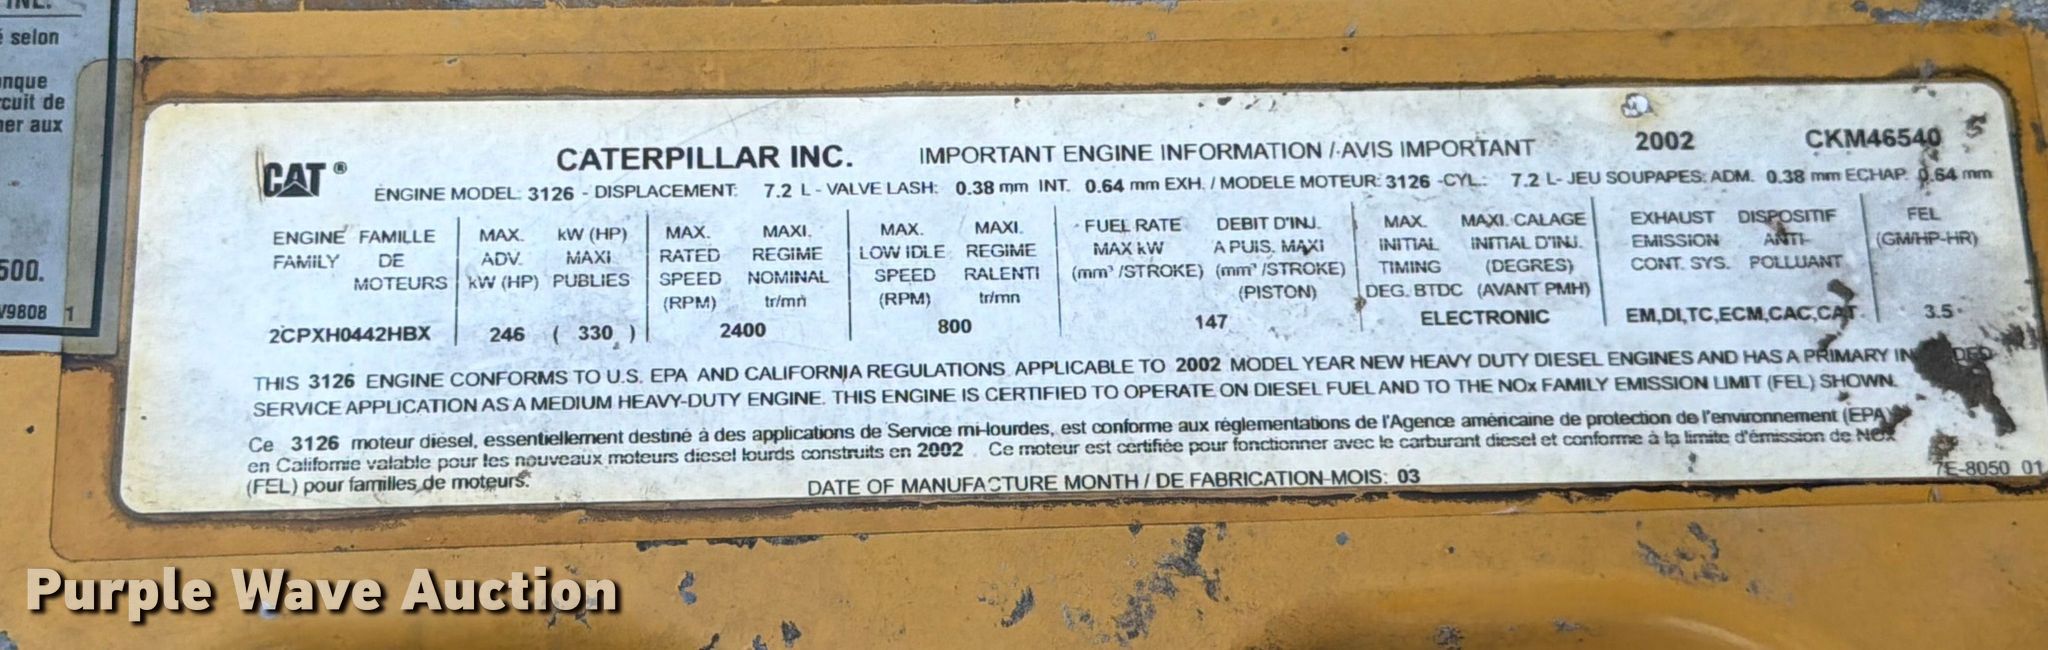 INC.
é selon
onque
rcuit de
ner aux
500.
V9808 1
CAT ® CATERPILLAR INC. IMPORTANT ENGINE INFORMATION / AVIS IMPORTANT 2002 CKM46540
ENGINE MODEL: 3126 - DISPLACEMENT: 7.2 L - VALVE LASH: 0.38 mm INT. 0.64 mm EXH. / MODELE MOTEUR: 3126 -CYL.: 7.2 L- JEU SOUPAPES: ADM. 0.38 mm ECHAP. 0.64 mm
ENGINE FAMILY
FAMILLE DE MOTEURS
2CPXH0442HBX
MAX. ADV. kW (HP)
kW (HP) MAXI PUBLIES
246 ( 330 )
MAX. RATED SPEED (RPM)
MAXI. REGIME NOMINAL tr/mn
2400
MAX. LOW IDLE SPEED (RPM)
MAXI. REGIME RALENTI tr/mn
800
FUEL RATE MAX kW (mm³ /STROKE)
DEBIT D'INJ. A PUIS. MAXI (mm³ /STROKE) (PISTON)
147
MAX. INITIAL TIMING DEG. BTDC
MAXI. CALAGE INITIAL D'INJ. (DEGRES) (AVANT PMH)
ELECTRONIC
EXHAUST EMISSION CONT. SYS.
DISPOSITIF ANTI- POLLUANT
EM,DI,TC,ECM,CAC,CAT
FEL (GM/HP-HR)
3.5
THIS 3126 ENGINE CONFORMS TO U.S. EPA AND CALIFORNIA REGULATIONS APPLICABLE TO 2002 MODEL YEAR NEW HEAVY DUTY DIESEL ENGINES AND HAS A PRIMARY INTENDED
SERVICE APPLICATION AS A MEDIUM HEAVY-DUTY ENGINE. THIS ENGINE IS CERTIFIED TO OPERATE ON DIESEL FUEL AND TO THE NOx FAMILY EMISSION LIMIT (FEL) SHOWN.
Ce 3126 moteur diesel, essentiellement destiné à des applications de Service mi-lourdes, est conforme aux réglementations de l'Agence américaine de protection de l'environnement (EPA)
en Californie valable pour les nouveaux moteurs diesel lourds construits en 2002 . Ce moteur est certifiée pour fonctionner avec le carburant diesel et conforme à la limite d'émission de NOx
(FEL) pour familles de moteurs.
DATE OF MANUFACTURE MONTH / DE FABRICATION-MOIS: 03
7E-8050 01
Purple Wave Auction